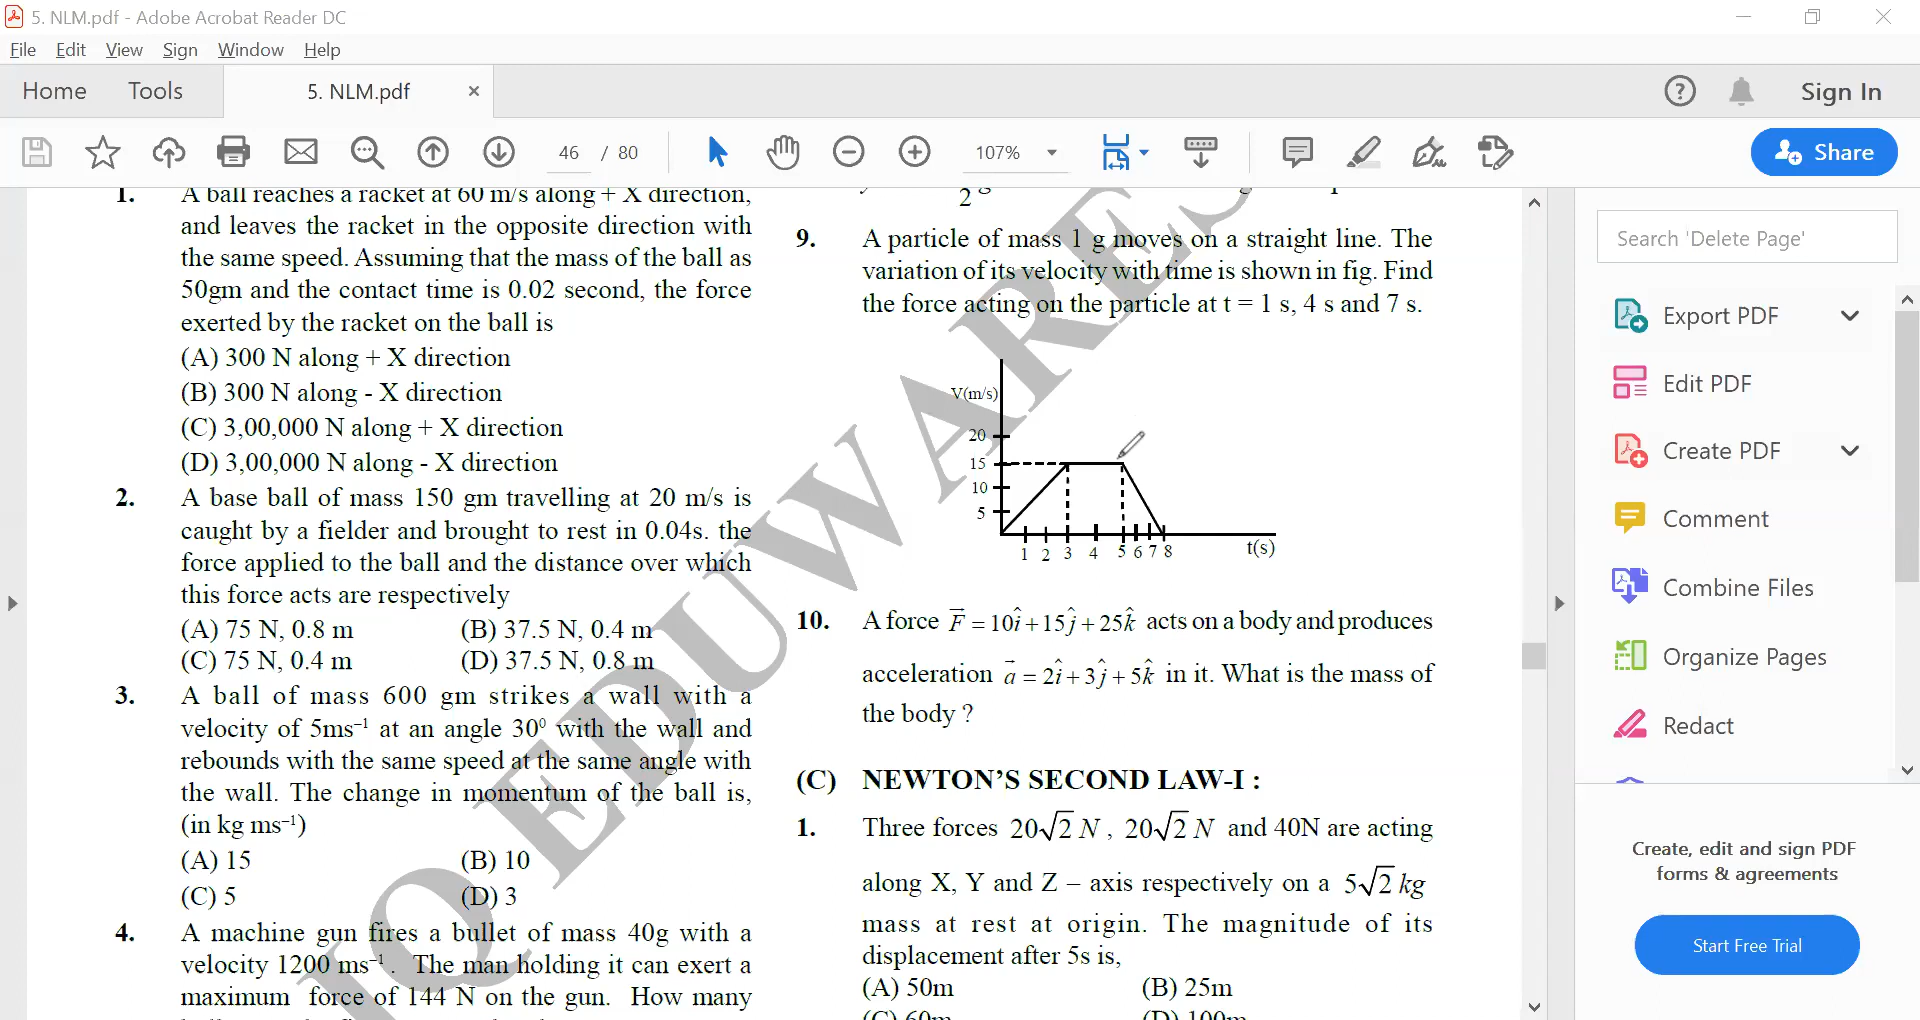 5. NLM.pdf - Adobe Acrobat Reader DC
File Edit View Sign Window Help
Home Tools 5. NLM.pdf × Sign In
46 / 80 107% Share
1. A ball reaches a racket at 60 m/s along + X direction,
and leaves the racket in the opposite direction with
the same speed. Assuming that the mass of the ball as
50gm and the contact time is 0.02 second, the force
exerted by the racket on the ball is
(A) 300 N along + X direction
(B) 300 N along - X direction
(C) 3,00,000 N along + X direction
(D) 3,00,000 N along - X direction
2. A base ball of mass 150 gm travelling at 20 m/s is
caught by a fielder and brought to rest in 0.04s. the
force applied to the ball and the distance over which
this force acts are respectively
(A) 75 N, 0.8 m (B) 37.5 N, 0.4 m
(C) 75 N, 0.4 m (D) 37.5 N, 0.8 m
3. A ball of mass 600 gm strikes a wall with a
velocity of 5ms⁻¹ at an angle 30⁰ with the wall and
rebounds with the same speed at the same angle with
the wall. The change in momentum of the ball is,
(in kg ms⁻¹)
(A) 15 (B) 10
(C) 5 (D) 3
4. A machine gun fires a bullet of mass 40g with a
velocity 1200 ms⁻¹. The man holding it can exert a
maximum force of 144 N on the gun. How many
2
9. A particle of mass 1 g moves on a straight line. The
variation of its velocity with time is shown in fig. Find
the force acting on the particle at t = 1 s, 4 s and 7 s.
V(m/s)
20
15
10
5
1 2 3 4 5 6 7 8 t(s)
10. A force F⃗ = 10î + 15ĵ + 25k̂ acts on a body and produces
acceleration a⃗ = 2î + 3ĵ + 5k̂ in it. What is the mass of
the body ?
(C) NEWTON'S SECOND LAW-I :
1. Three forces 20√2 N , 20√2 N and 40N are acting
along X, Y and Z – axis respectively on a 5√2 kg
mass at rest at origin. The magnitude of its
displacement after 5s is,
(A) 50m (B) 25m
(C) 60m (D) 100m
IQ EDUWARES
Search 'Delete Page'
Export PDF
Edit PDF
Create PDF
Comment
Combine Files
Organize Pages
Redact
Create, edit and sign PDF
forms & agreements
Start Free Trial